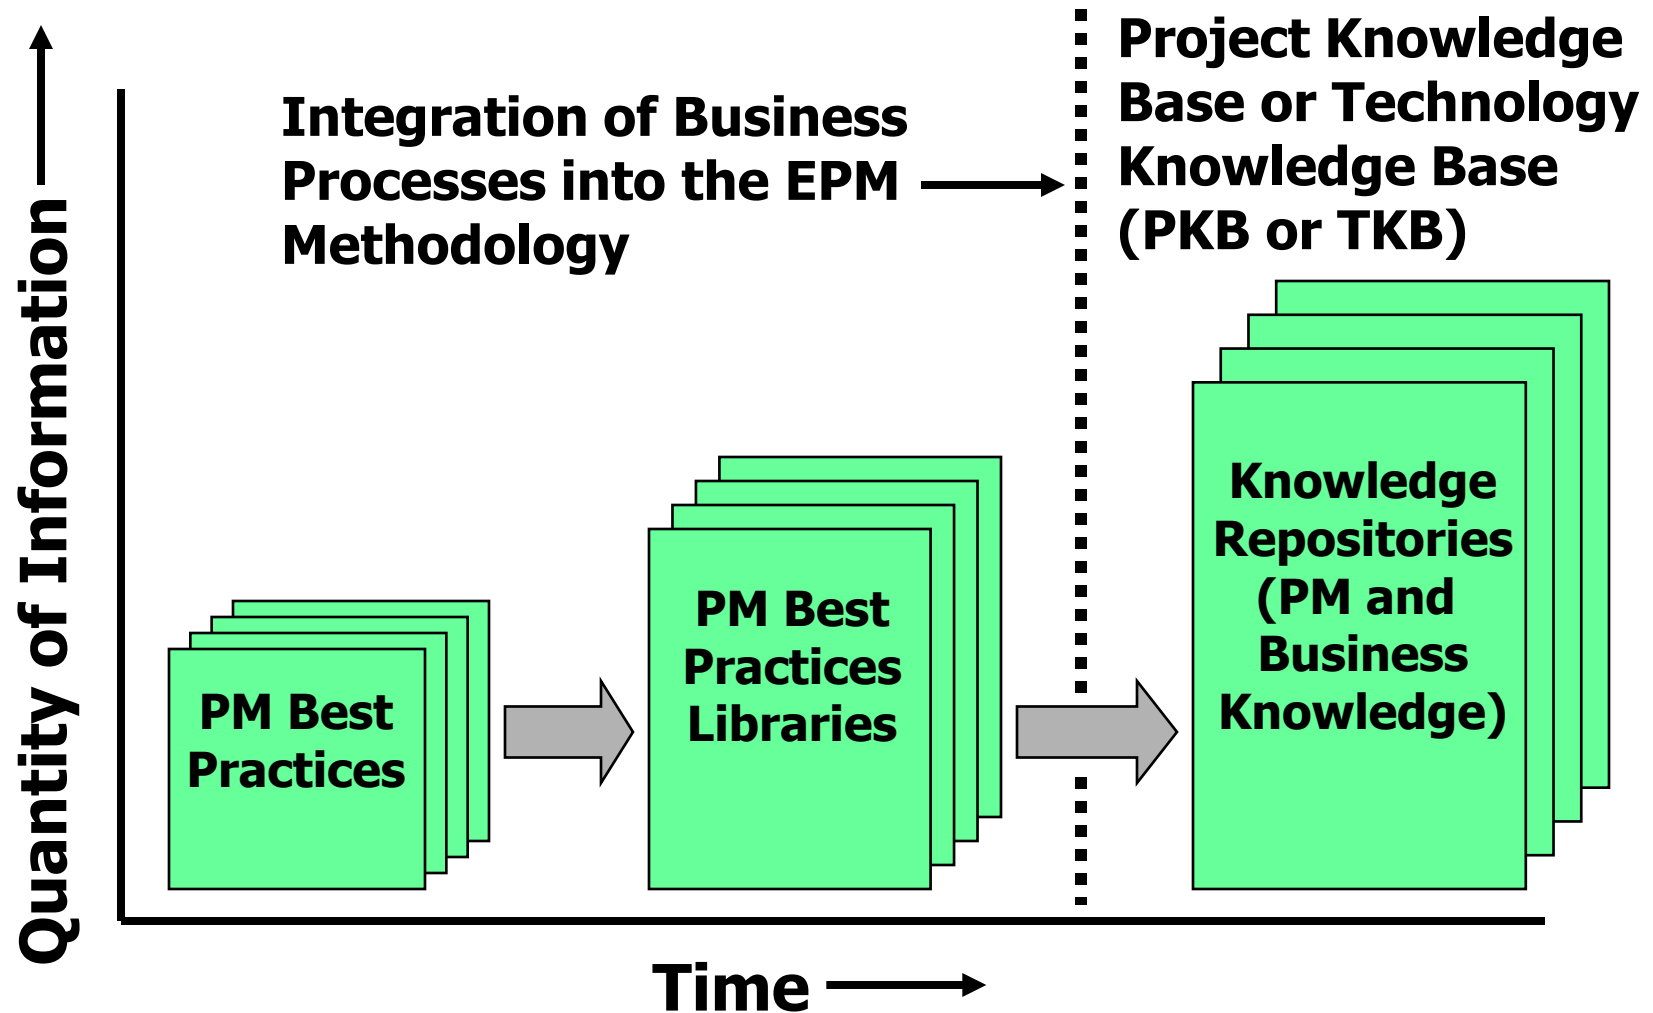 Integration of Business
Processes into the EPM
Methodology
Project Knowledge
Base or Technology
Knowledge Base
(PKB or TKB)
Quantity of Information
PM Best
Practices
PM Best
Practices
Libraries
Knowledge
Repositories
(PM and
Business
Knowledge)
Time